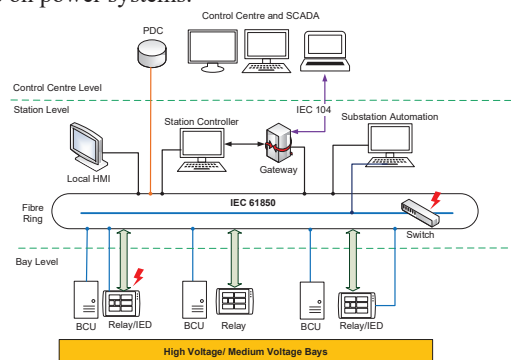 on power systems.
Control Centre and SCADA
PDC
Control Centre Level
Station Level
IEC 104
Station Controller
Substation Automation
Local HMI
Gateway
IEC 61850
Fibre
Ring
Switch
Bay Level
BCU
Relay/IED
BCU
Relay
BCU
Relay/IED
High Voltage/ Medium Voltage Bays